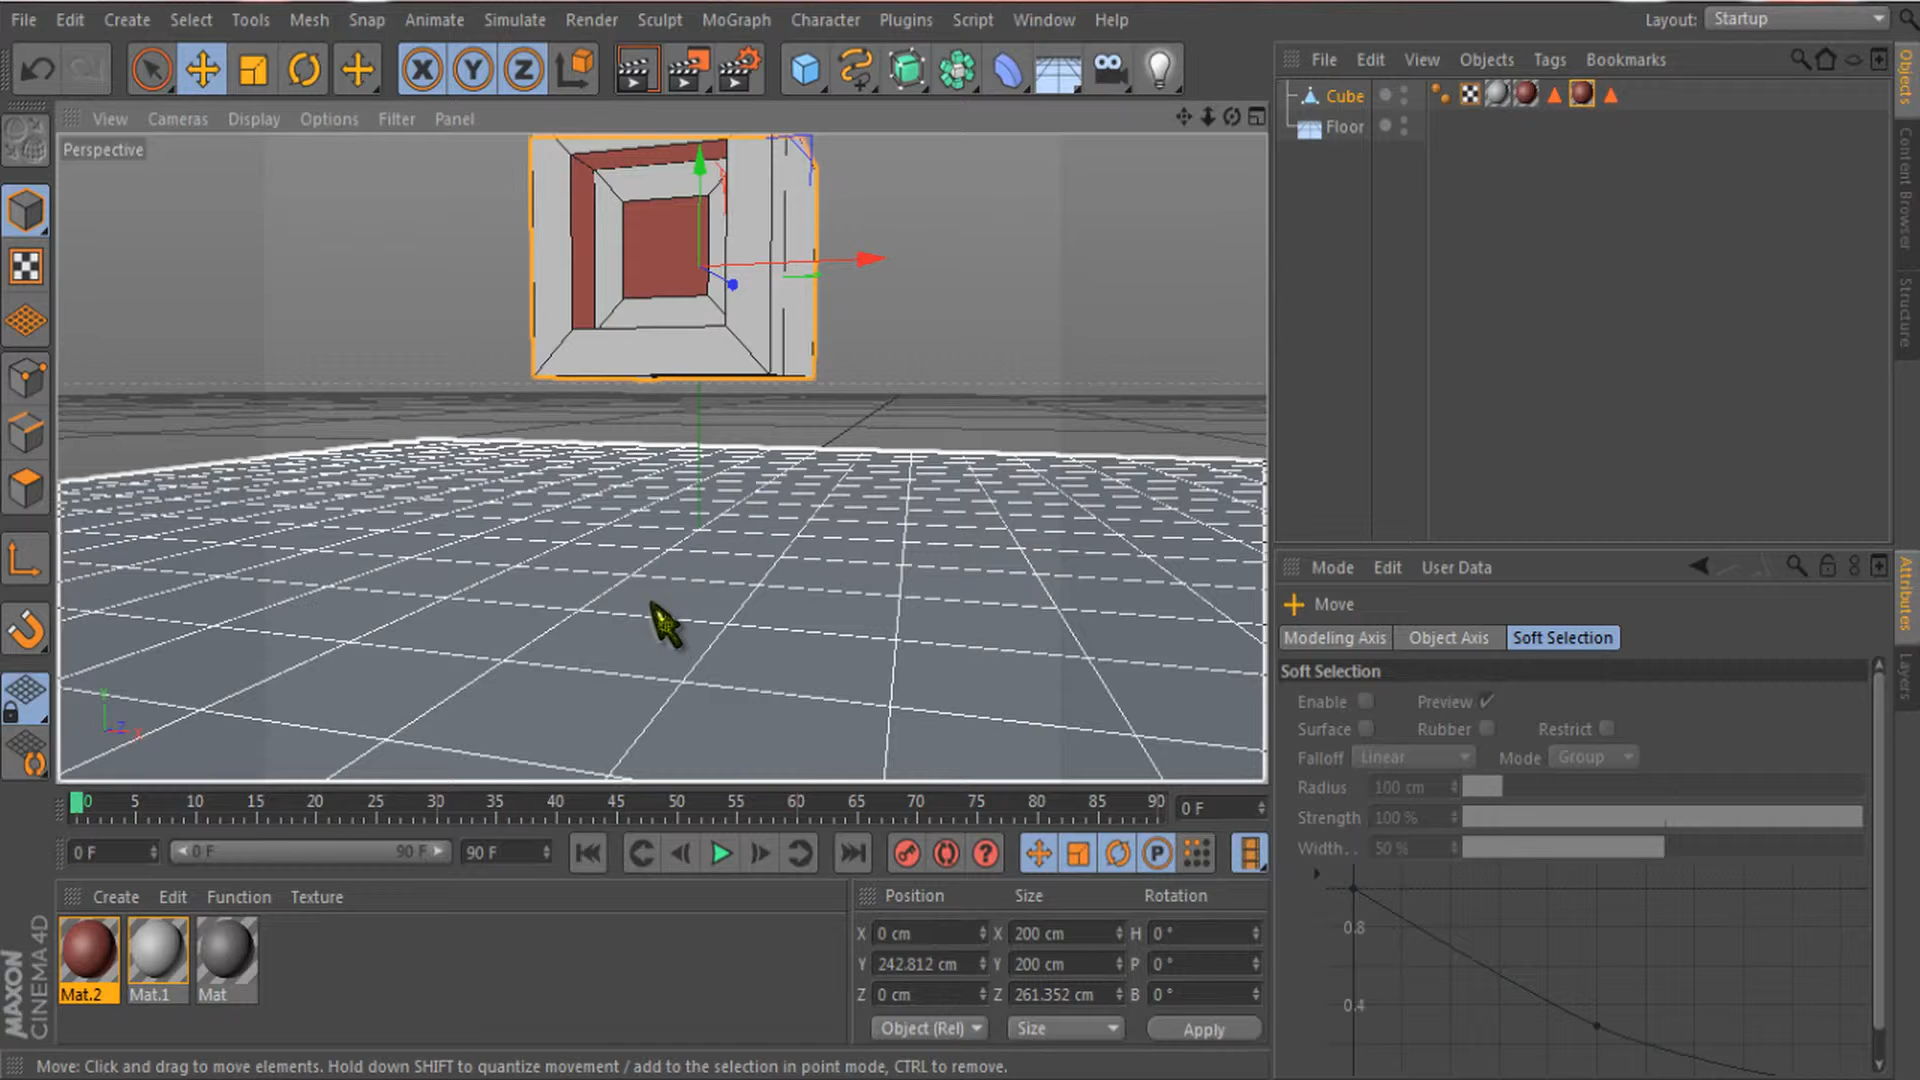 File Edit Create Select Tools Mesh Snap Animate Simulate Render Sculpt MoGraph Character Plugins Script Window Help Layout: Startup
X Y Z
File Edit View Objects Tags Bookmarks
Cube
Floor
View Cameras Display Options Filter Panel
Perspective
Objects
Content Browser
Structure
Mode Edit User Data
Move
Modeling Axis Object Axis Soft Selection
Soft Selection
Enable Preview
Surface Rubber Restrict
Falloff Linear Mode Group
Radius 100 cm
Strength 100 %
Width.. 50 %
0.8
0.4
Attributes
Layers
Y Z X
0 5 10 15 20 25 30 35 40 45 50 55 60 65 70 75 80 85 90 0 F
0 F 0 F 90 F 90 F ? P
Create Edit Function Texture
Mat.2 Mat.1 Mat
Position Size Rotation
X 0 cm X 200 cm H 0 °
Y 242.812 cm Y 200 cm P 0 °
Z 0 cm Z 261.352 cm B 0 °
Object (Rel) Size Apply
MAXON
CINEMA 4D
Move: Click and drag to move elements. Hold down SHIFT to quantize movement / add to the selection in point mode, CTRL to remove.